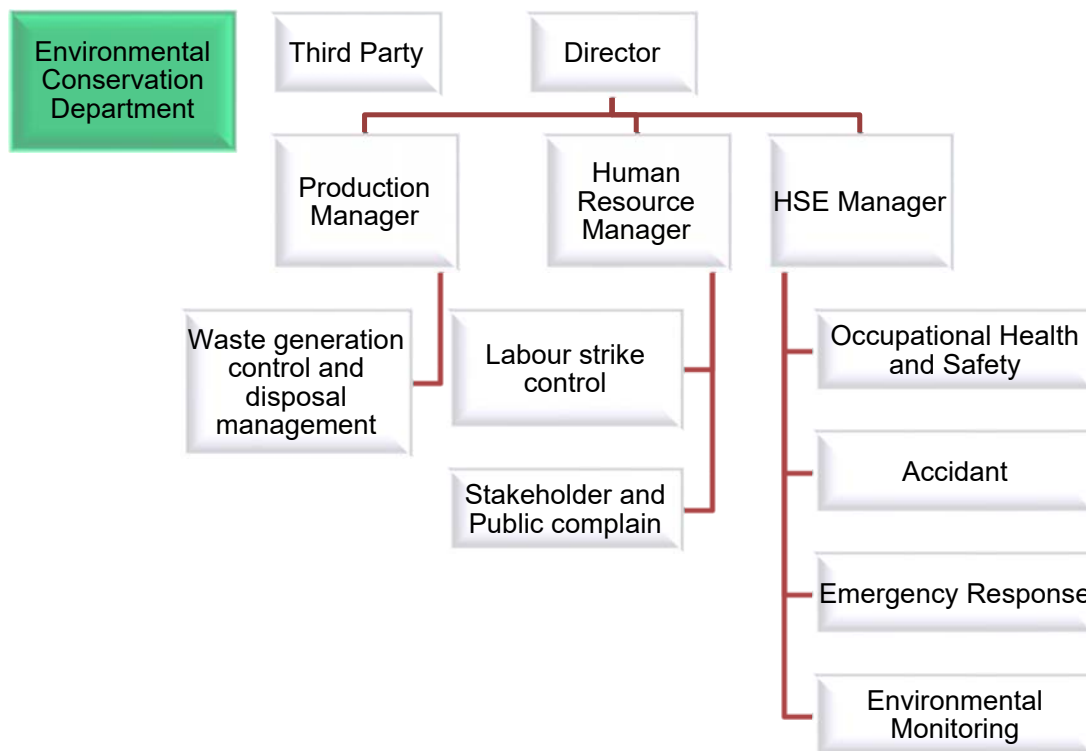 Environmental
Conservation
Department
Third Party
Director
Production
Manager
Human
Resource
Manager
HSE Manager
Waste generation
control and
disposal
management
Labour strike
control
Stakeholder and
Public complain
Occupational Health
and Safety
Accidant
Emergency Response
Environmental
Monitoring